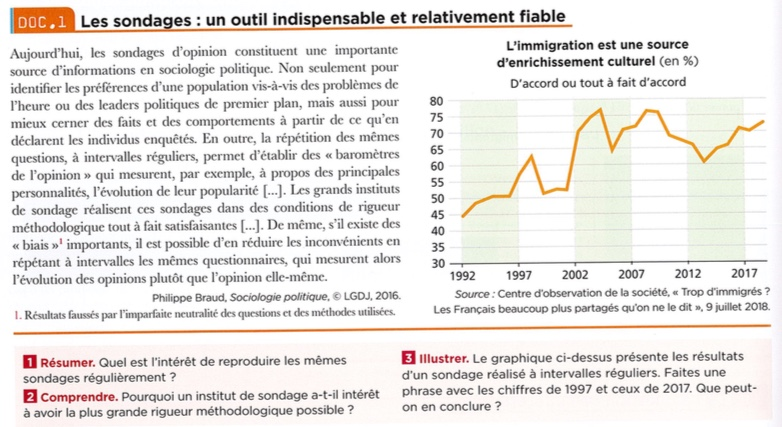 DOC.1 Les sondages : un outil indispensable et relativement fiable
Aujourd'hui, les sondages d'opinion constituent une importante
source d'informations en sociologie politique. Non seulement pour
identifier les préférences d'une population vis-à-vis des problèmes de
l'heure ou des leaders politiques de premier plan, mais aussi pour
mieux cerner des faits et des comportements à partir de ce qu'en
déclarent les individus enquêtés. En outre, la répétition des mêmes
questions, à intervalles réguliers, permet d'établir des « baromètres
de l'opinion » qui mesurent, par exemple, à propos des principales
personnalités, l'évolution de leur popularité [...]. Les grands instituts
de sondage réalisent ces sondages dans des conditions de rigueur
méthodologique tout à fait satisfaisantes [...]. De même, s'il existe des
« biais »¹ importants, il est possible d'en réduire les inconvénients en
répétant à intervalles les mêmes questionnaires, qui mesurent alors
l'évolution des opinions plutôt que l'opinion elle-même.
Philippe Braud, Sociologie politique, © LGDJ, 2016.
1. Résultats faussés par l'imparfaite neutralité des questions et des méthodes utilisées.
L'immigration est une source
d'enrichissement culturel (en %)
D'accord ou tout à fait d'accord
80
75
70
65
60
55
50
45
40
35
30
1992 1997 2002 2007 2012 2017
Source : Centre d'observation de la société, « Trop d'immigrés ?
Les Français beaucoup plus partagés qu'on ne le dit », 9 juillet 2018.
1 Résumer. Quel est l'intérêt de reproduire les mêmes
sondages régulièrement ?
2 Comprendre. Pourquoi un institut de sondage a-t-il intérêt
à avoir la plus grande rigueur méthodologique possible ?
3 Illustrer. Le graphique ci-dessus présente les résultats
d'un sondage réalisé à intervalles réguliers. Faites une
phrase avec les chiffres de 1997 et ceux de 2017. Que peut-
on en conclure ?